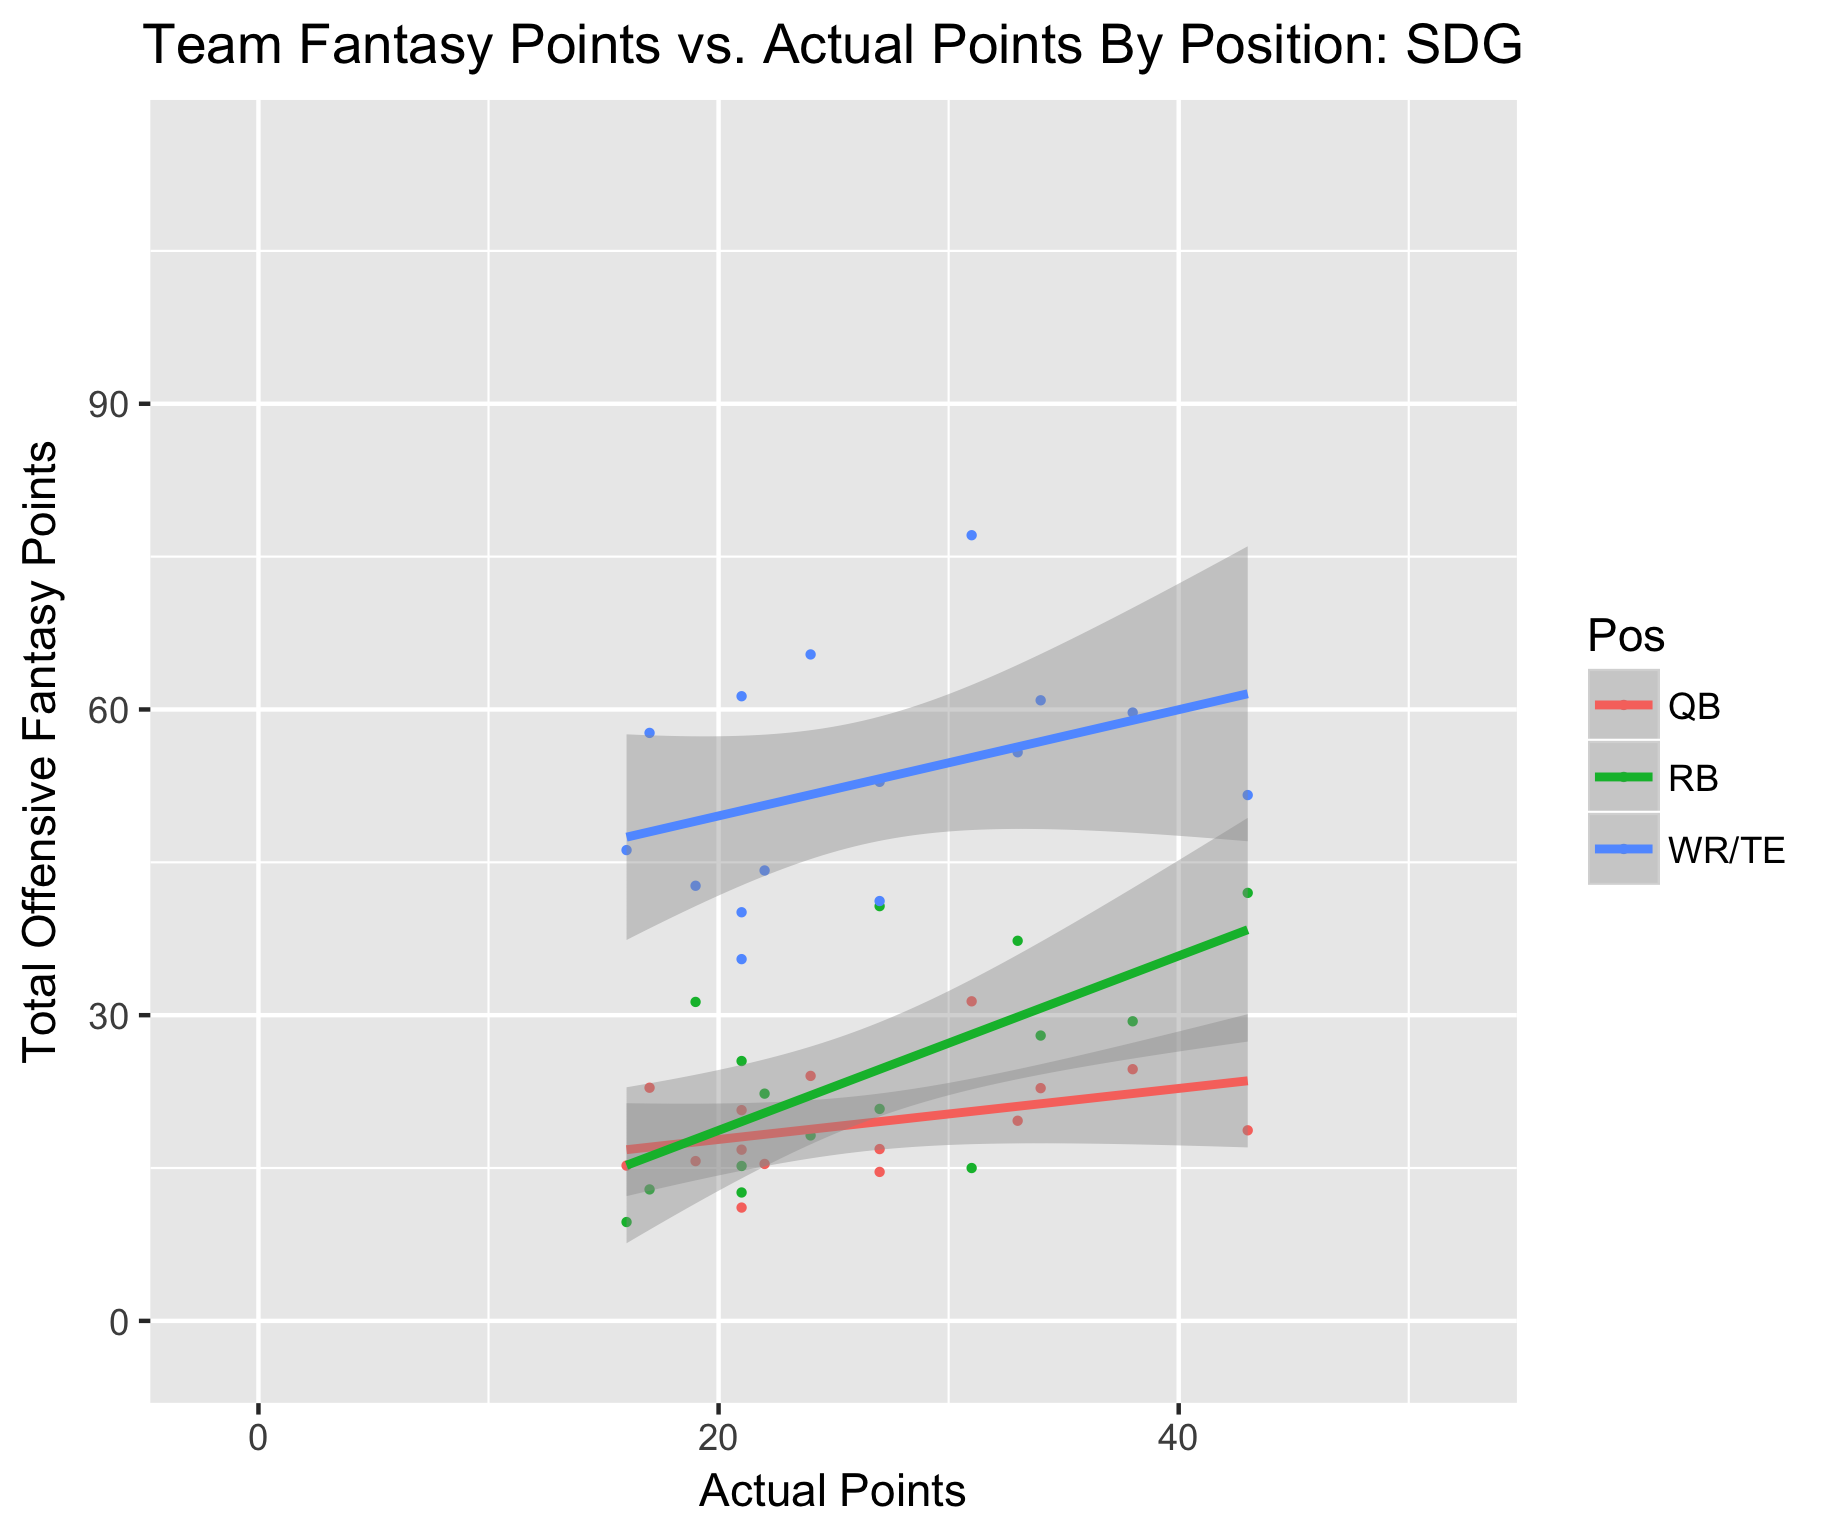 Team Fantasy Points vs. Actual Points By Position: SDG
Total Offensive Fantasy Points
90
60
30
0
0 20 40
Actual Points
Pos
QB
RB
WR/TE